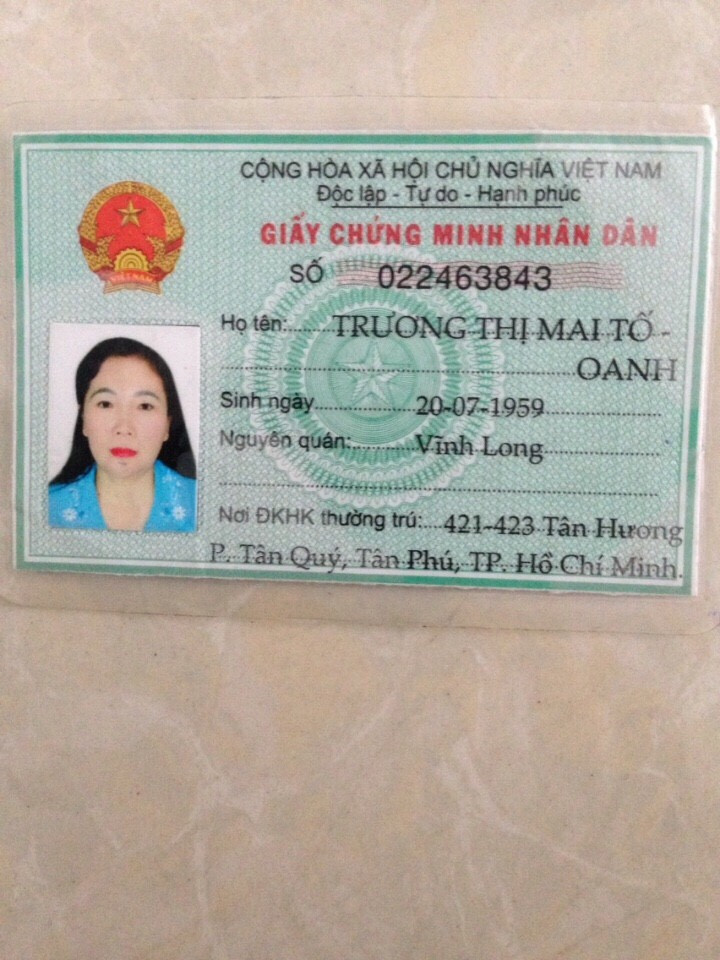 CỘNG HÒA XÃ HỘI CHỦ NGHĨA VIỆT NAM
Độc lập - Tự do - Hạnh phúc
GIẤY CHỨNG MINH NHÂN DÂN
SỐ 022463843
Họ tên: TRƯƠNG THỊ MAI TỐ -
OANH
Sinh ngày 20-07-1959
Nguyên quán: Vĩnh Long
Nơi ĐKHK thường trú: 421-423 Tân Hương
P. Tân Quý, Tân Phú, TP. Hồ Chí Minh.
VIỆT NAM